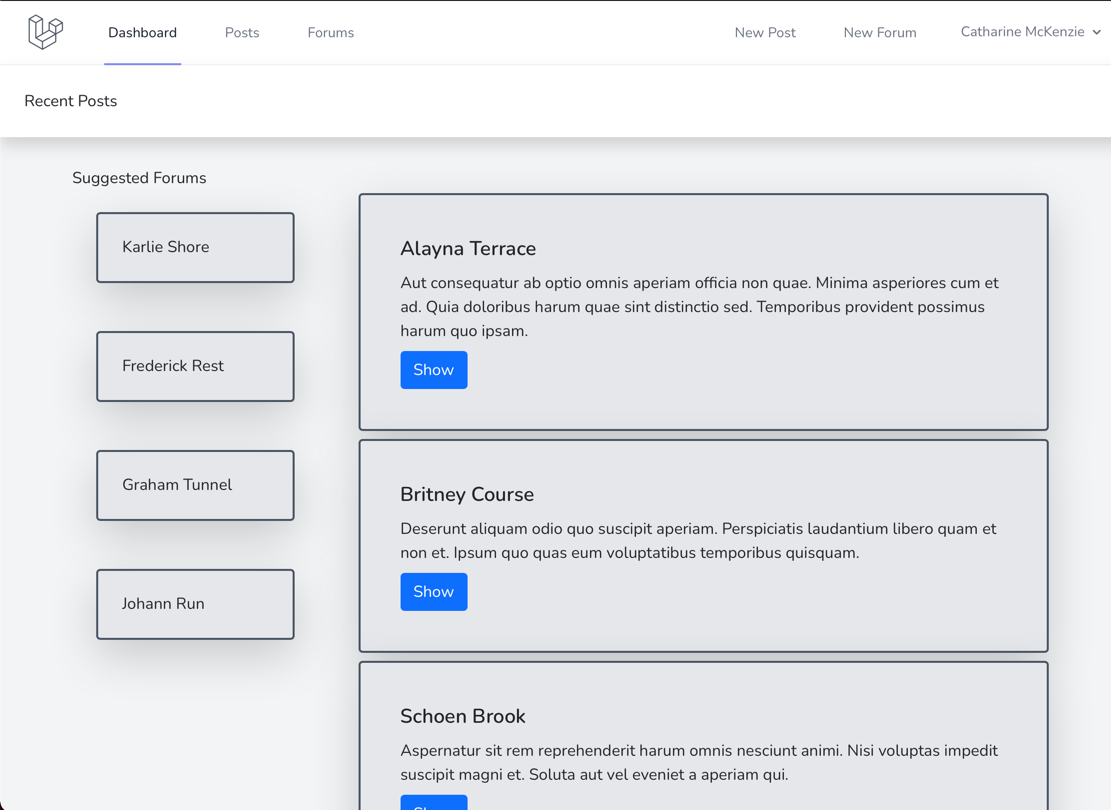 Dashboard Posts Forums New Post New Forum Catharine McKenzie
Recent Posts
Suggested Forums
Karlie Shore
Frederick Rest
Graham Tunnel
Johann Run
Alayna Terrace
Aut consequatur ab optio omnis aperiam officia non quae. Minima asperiores cum et
ad. Quia doloribus harum quae sint distinctio sed. Temporibus provident possimus
harum quo ipsam.
Show
Britney Course
Deserunt aliquam odio quo suscipit aperiam. Perspiciatis laudantium libero quam et
non et. Ipsum quo quas eum voluptatibus temporibus quisquam.
Show
Schoen Brook
Aspernatur sit rem reprehenderit harum omnis nesciunt animi. Nisi voluptas impedit
suscipit magni et. Soluta aut vel eveniet a aperiam qui.
Show